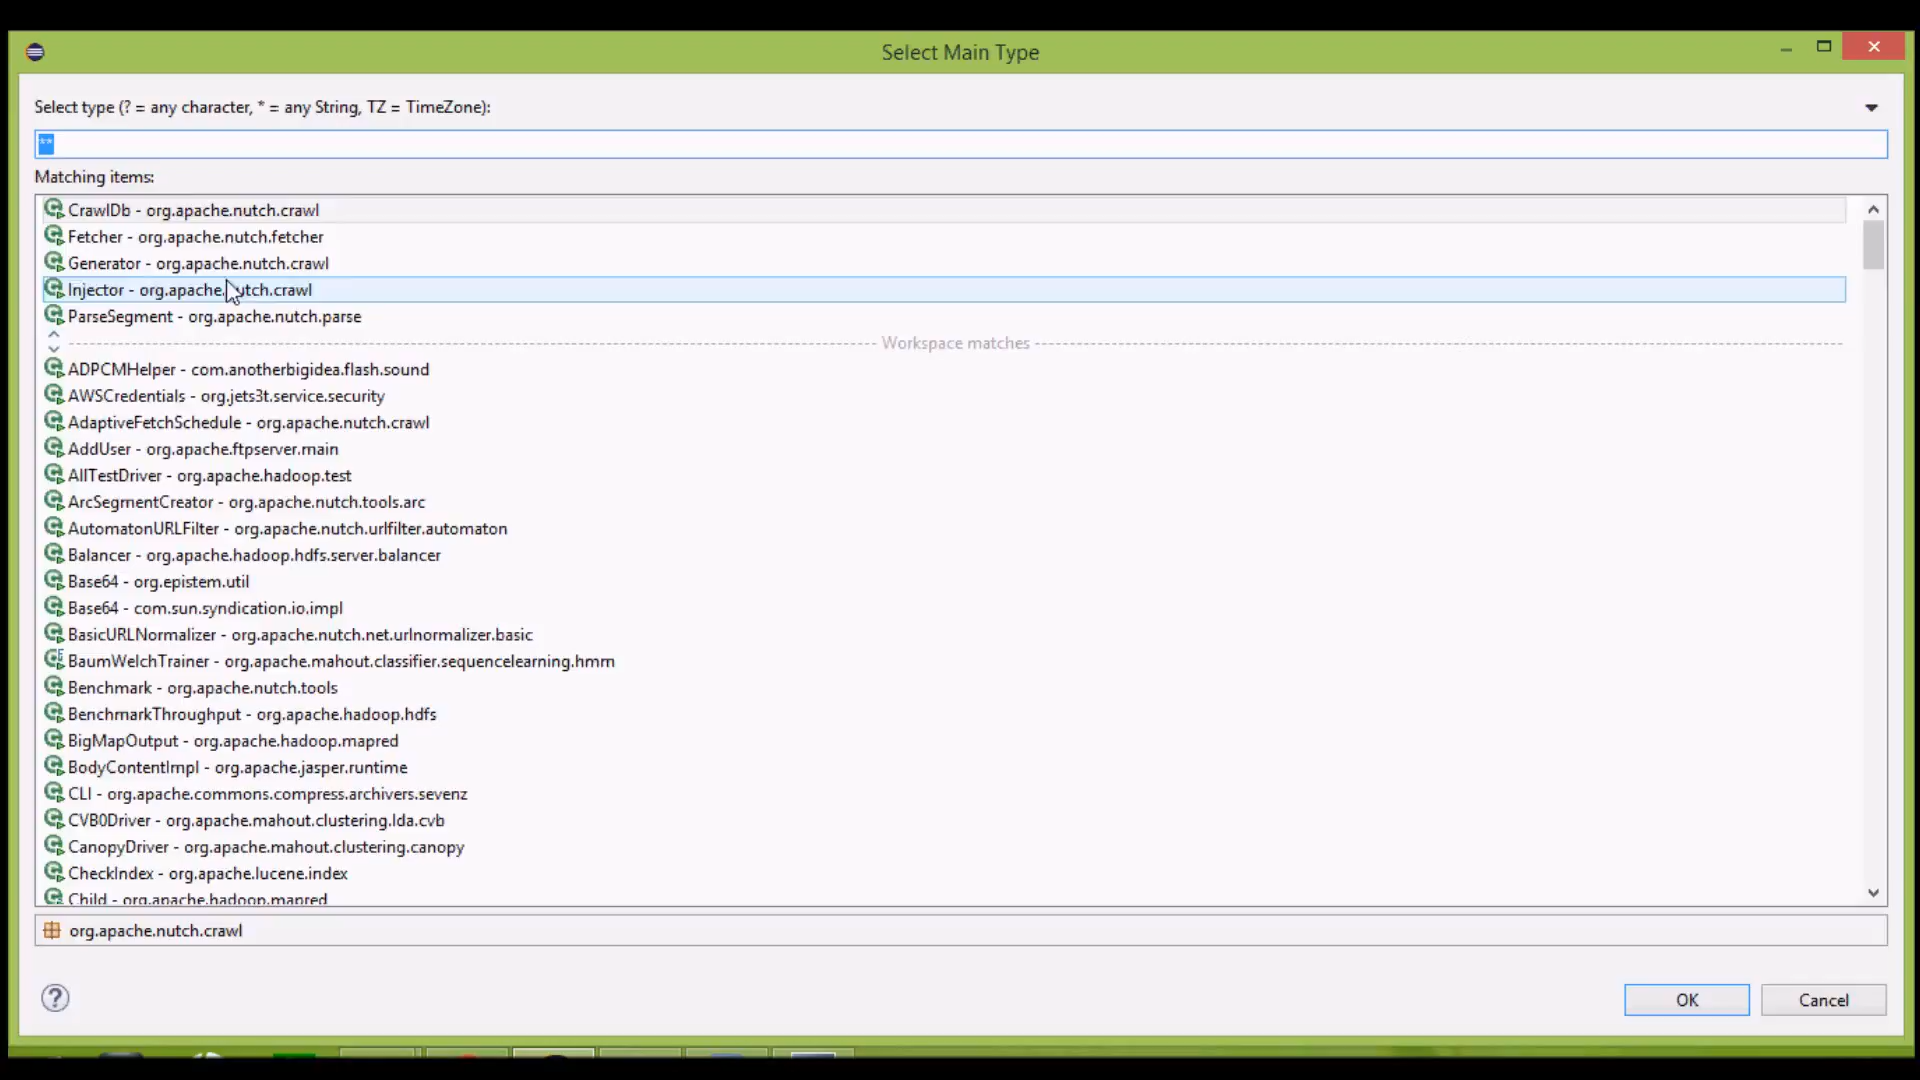 Select Main Type
Select type (? = any character, * = any String, TZ = TimeZone):
**
Matching items:
CrawlDb - org.apache.nutch.crawl
Fetcher - org.apache.nutch.fetcher
Generator - org.apache.nutch.crawl
Injector - org.apache.nutch.crawl
ParseSegment - org.apache.nutch.parse
Workspace matches
ADPCMHelper - com.anotherbigidea.flash.sound
AWSCredentials - org.jets3t.service.security
AdaptiveFetchSchedule - org.apache.nutch.crawl
AddUser - org.apache.ftpserver.main
AllTestDriver - org.apache.hadoop.test
ArcSegmentCreator - org.apache.nutch.tools.arc
AutomatonURLFilter - org.apache.nutch.urlfilter.automaton
Balancer - org.apache.hadoop.hdfs.server.balancer
Base64 - org.epistem.util
Base64 - com.sun.syndication.io.impl
BasicURLNormalizer - org.apache.nutch.net.urlnormalizer.basic
BaumWelchTrainer - org.apache.mahout.classifier.sequencelearning.hmm
Benchmark - org.apache.nutch.tools
BenchmarkThroughput - org.apache.hadoop.hdfs
BigMapOutput - org.apache.hadoop.mapred
BodyContentImpl - org.apache.jasper.runtime
CLI - org.apache.commons.compress.archivers.sevenz
CVB0Driver - org.apache.mahout.clustering.lda.cvb
CanopyDriver - org.apache.mahout.clustering.canopy
CheckIndex - org.apache.lucene.index
Child - org.apache.hadoop.mapred
org.apache.nutch.crawl
OK
Cancel